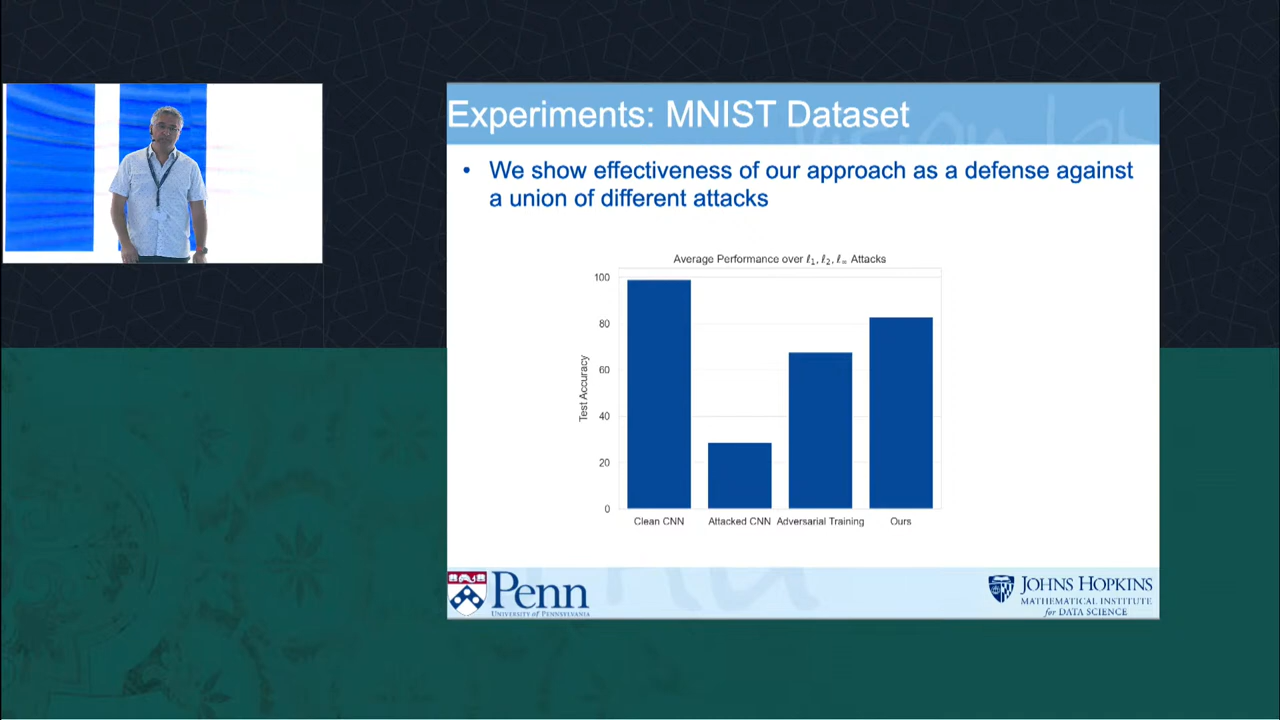 Experiments: MNIST Dataset
• We show effectiveness of our approach as a defense against
a union of different attacks
Average Performance over ℓ₁, ℓ₂, ℓ∞ Attacks
Test Accuracy
100
80
60
40
20
0
Clean CNN
Attacked CNN
Adversarial Training
Ours
Penn
UNIVERSITY OF PENNSYLVANIA
JOHNS HOPKINS
MATHEMATICAL INSTITUTE
for DATA SCIENCE